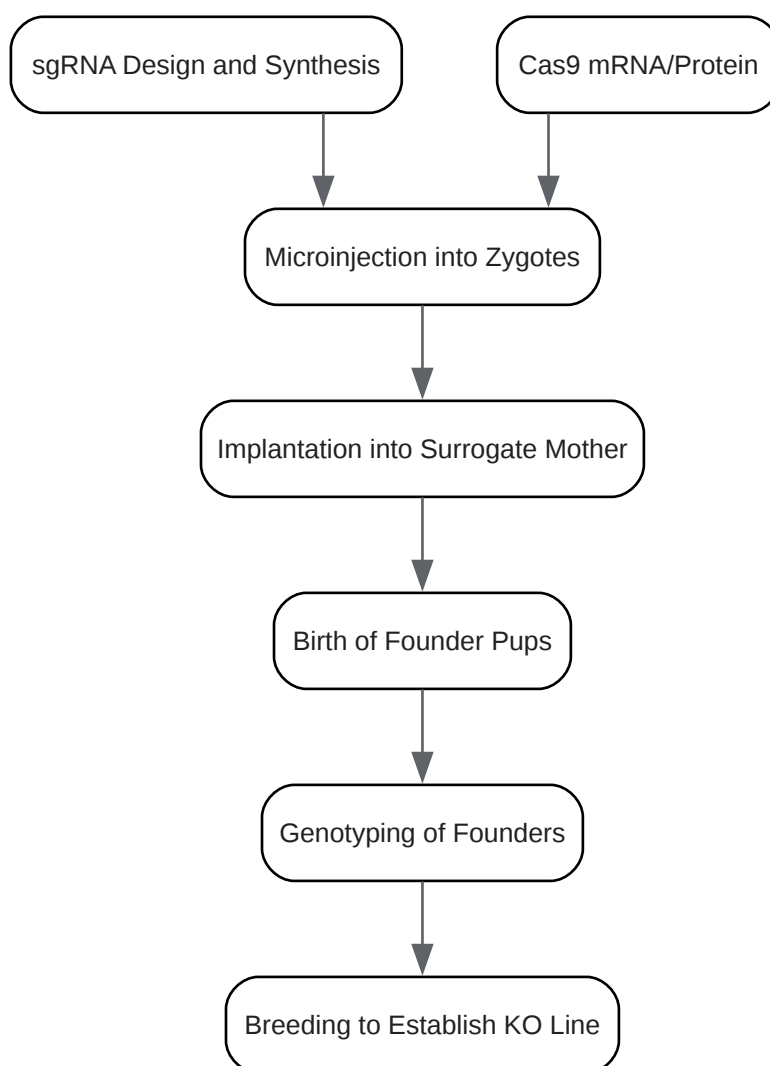 sgRNA Design and Synthesis
Cas9 mRNA/Protein
Microinjection into Zygotes
Implantation into Surrogate Mother
Birth of Founder Pups
Genotyping of Founders
Breeding to Establish KO Line